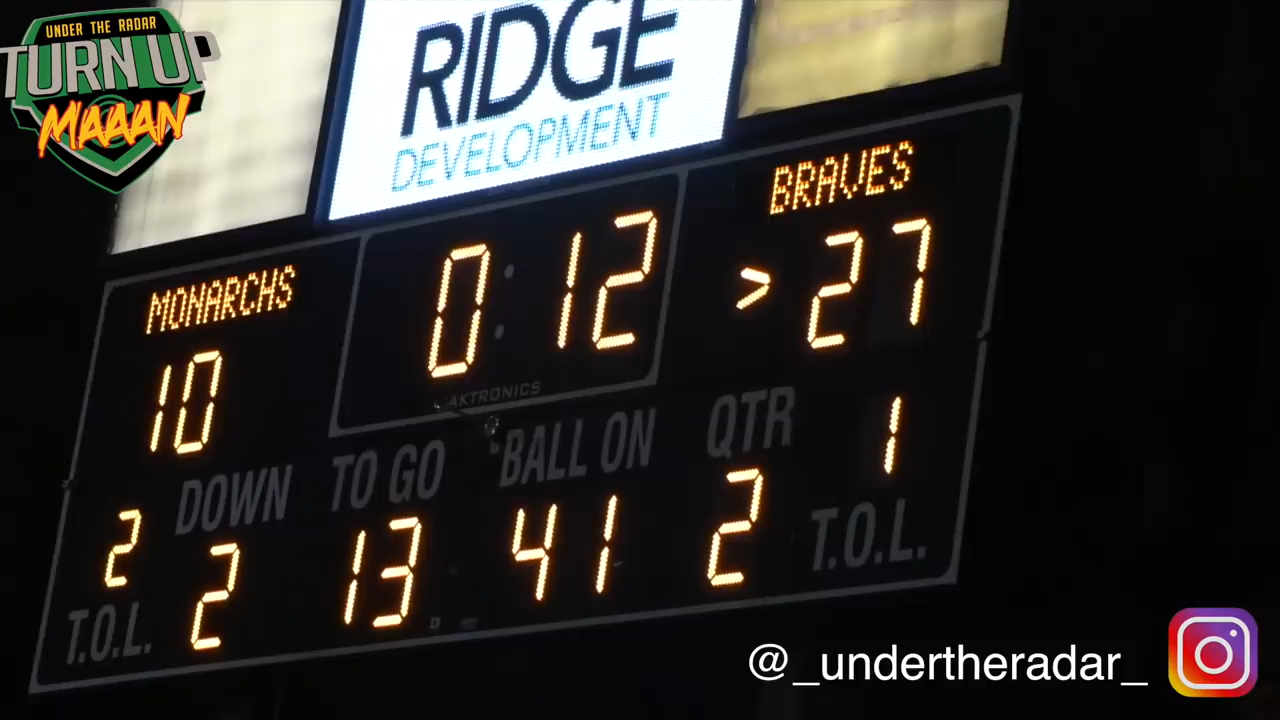 UNDER THE RADAR
TURN UP
MAAAN
RIDGE
DEVELOPMENT
MONARCHS
0:12
BRAVES
10
> 27
DAKTRONICS
DOWN TO GO BALL ON QTR 1
2 2 13 41 2
T.O.L. T.O.L.
@_undertheradar_